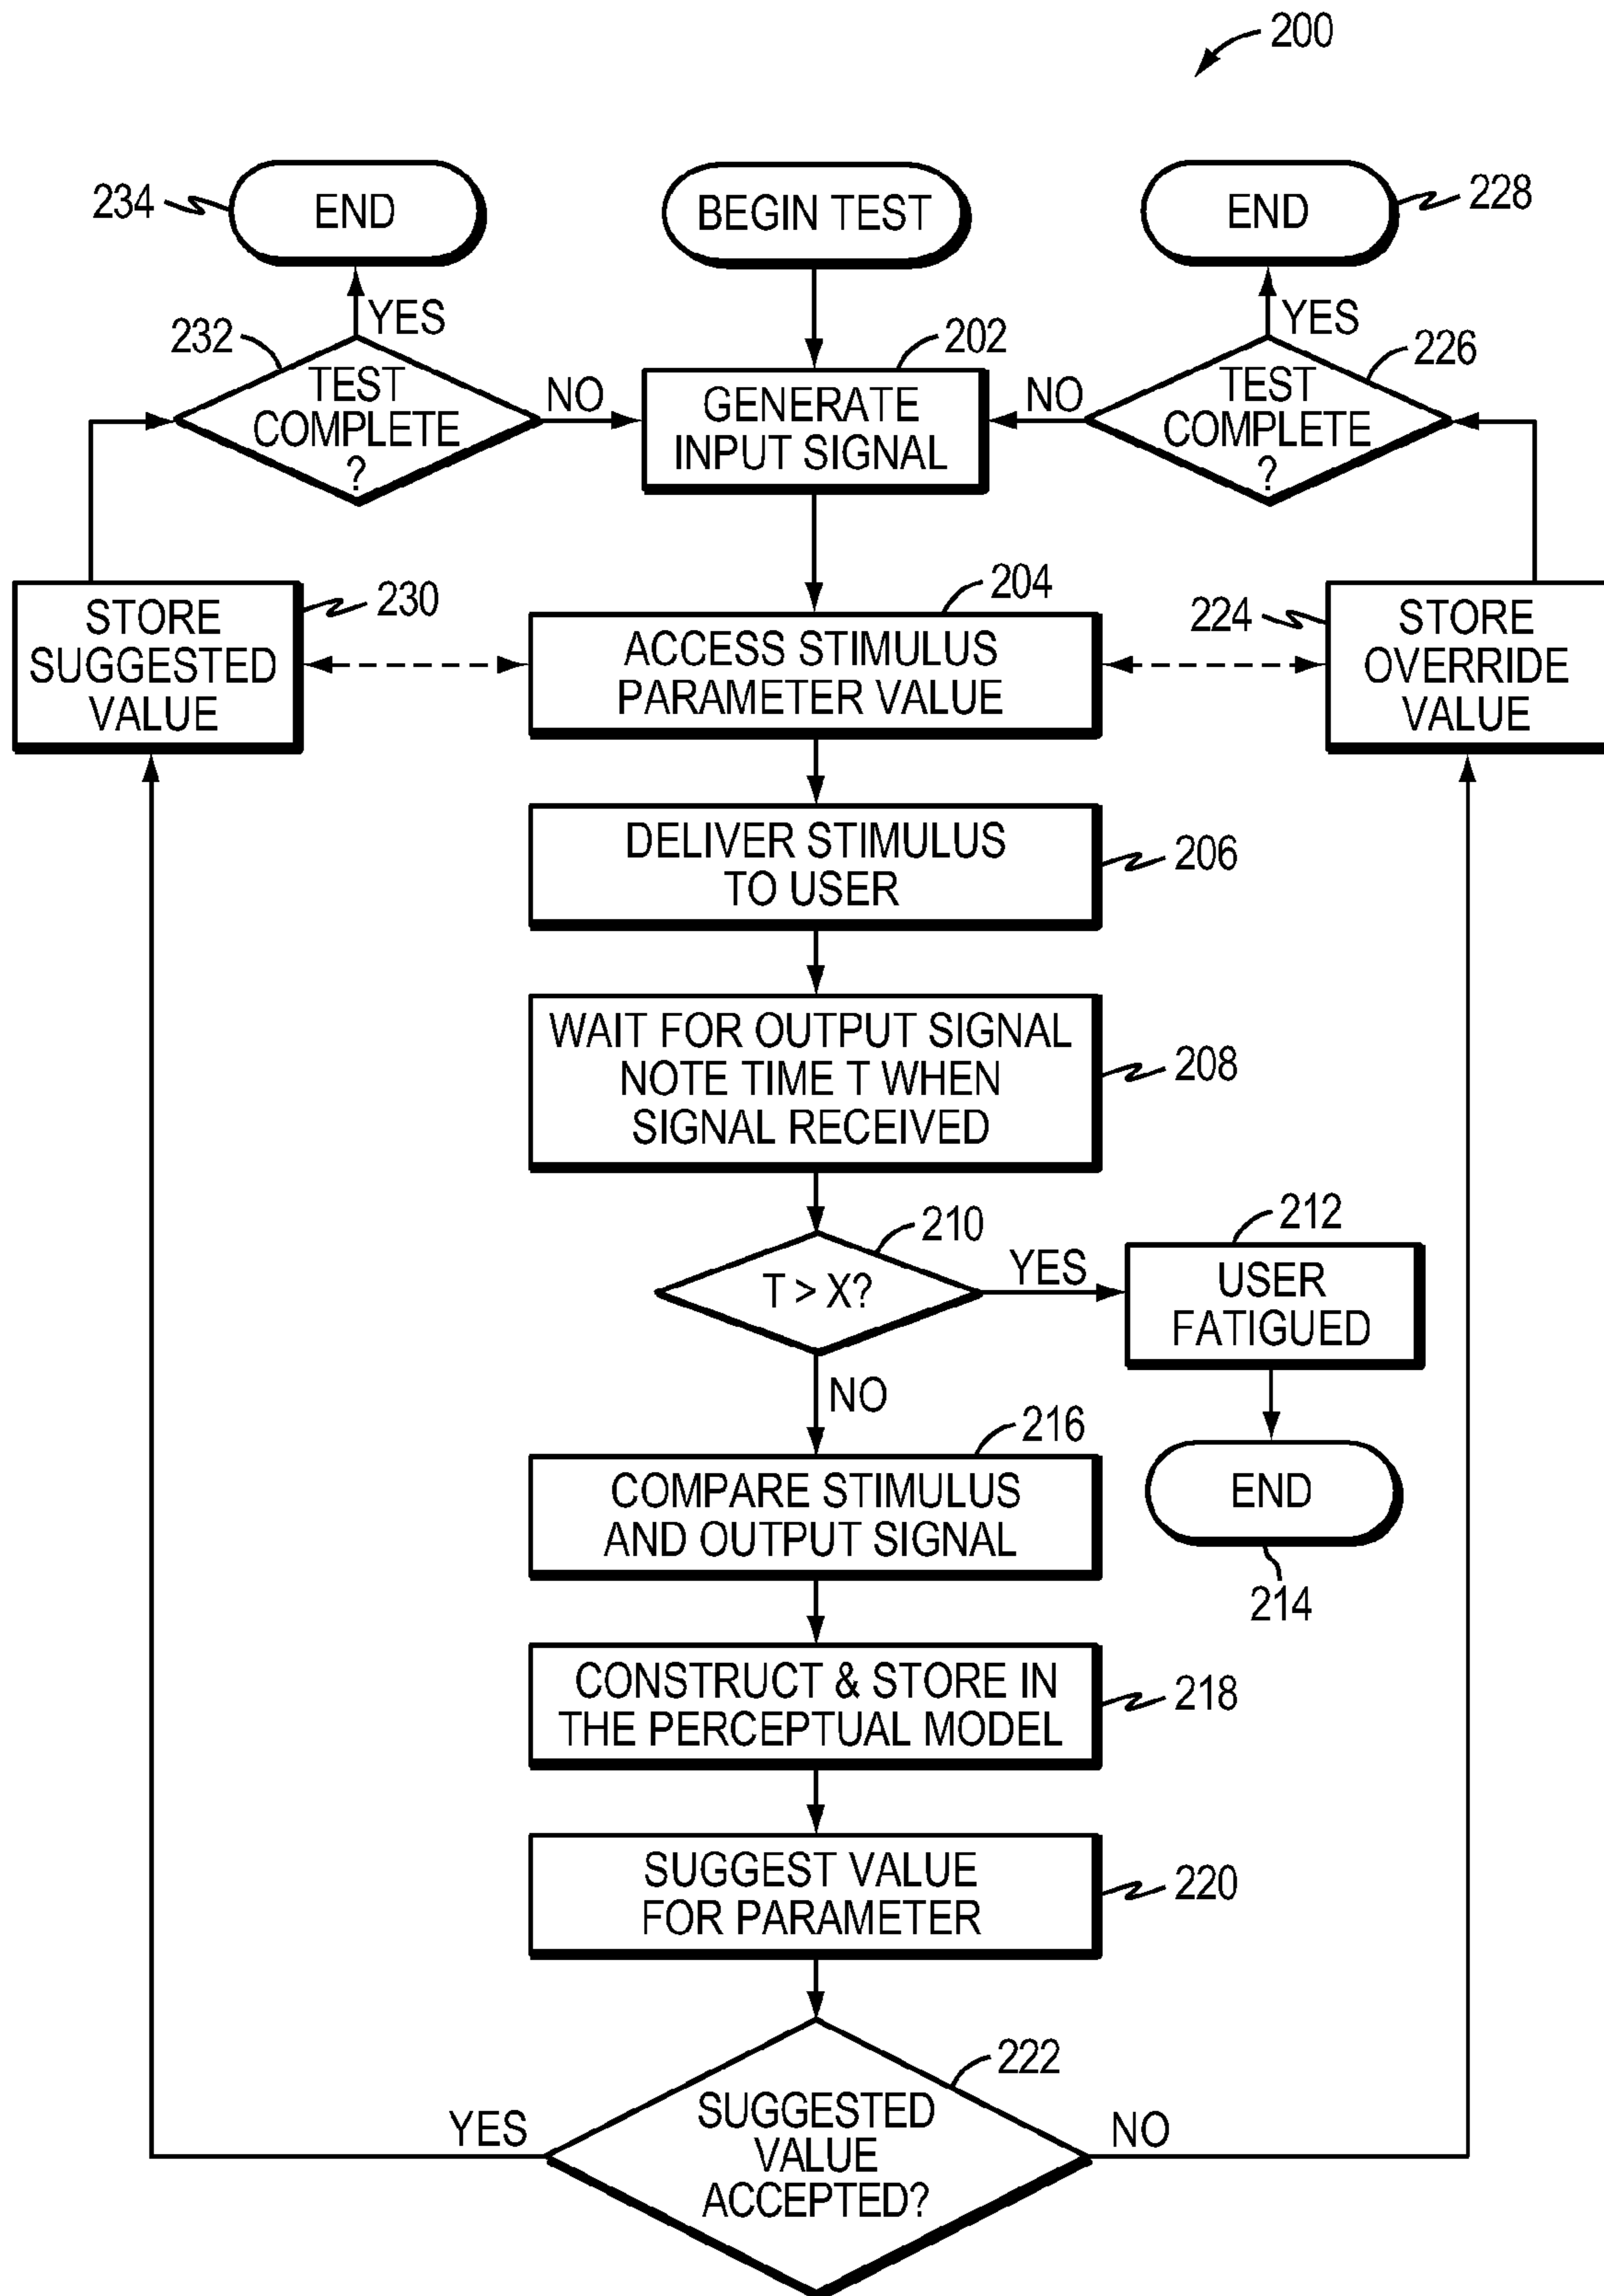 200
234
END
BEGIN TEST
END
228
YES
YES
232
202
226
TEST
COMPLETE
?
NO
GENERATE
INPUT SIGNAL
NO
TEST
COMPLETE
?
230
204
224
STORE
SUGGESTED
VALUE
ACCESS STIMULUS
PARAMETER VALUE
STORE
OVERRIDE
VALUE
DELIVER STIMULUS
TO USER
206
WAIT FOR OUTPUT SIGNAL
NOTE TIME T WHEN
SIGNAL RECEIVED
208
210
212
T > X?
YES
USER
FATIGUED
NO
216
COMPARE STIMULUS
AND OUTPUT SIGNAL
END
214
CONSTRUCT & STORE IN
THE PERCEPTUAL MODEL
218
SUGGEST VALUE
FOR PARAMETER
220
222
YES
SUGGESTED
VALUE
ACCEPTED?
NO